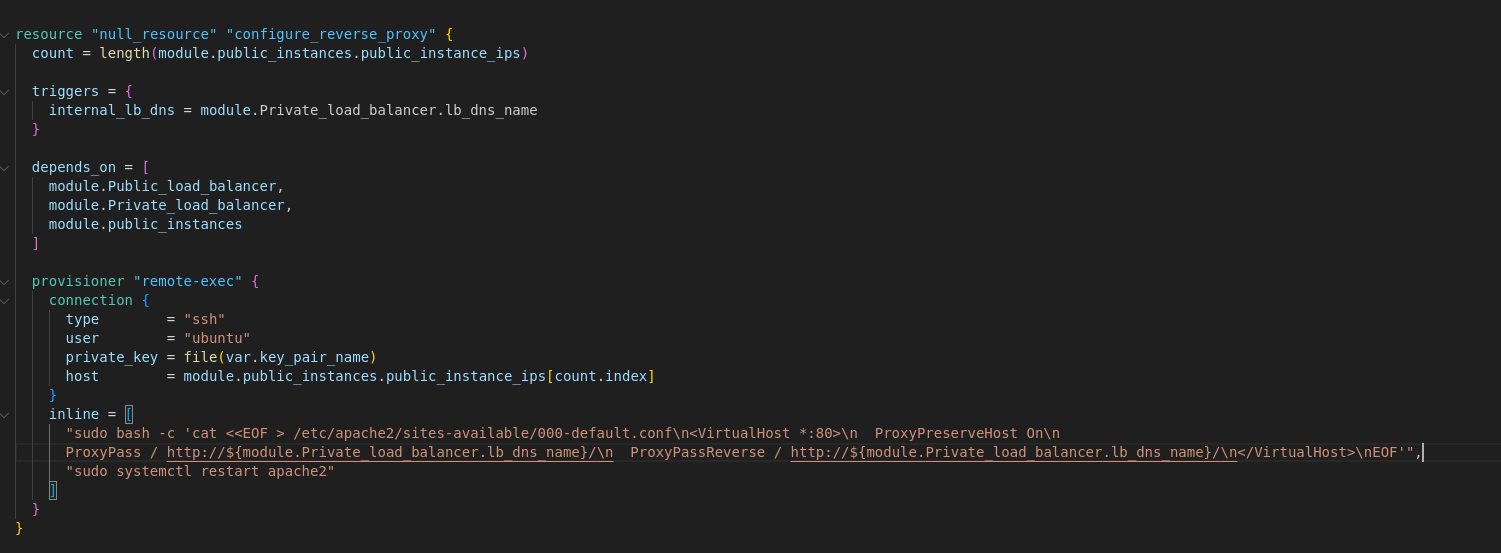 resource "null_resource" "configure_reverse_proxy" {
  count = length(module.public_instances.public_instance_ips)
  triggers = {
    internal_lb_dns = module.Private_load_balancer.lb_dns_name
  }
  depends_on = [
    module.Public_load_balancer,
    module.Private_load_balancer,
    module.public_instances
  ]
  provisioner "remote-exec" {
    connection {
      type        = "ssh"
      user        = "ubuntu"
      private_key = file(var.key_pair_name)
      host        = module.public_instances.public_instance_ips[count.index]
    }
    inline = [
      "sudo bash -c 'cat <<EOF > /etc/apache2/sites-available/000-default.conf\n<VirtualHost *:80>\n  ProxyPreserveHost On\n
      ProxyPass / http://${module.Private_load_balancer.lb_dns_name}/\n  ProxyPassReverse / http://${module.Private_load_balancer.lb_dns_name}/\n</VirtualHost>\nEOF'",
      "sudo systemctl restart apache2"
    ]
  }
}